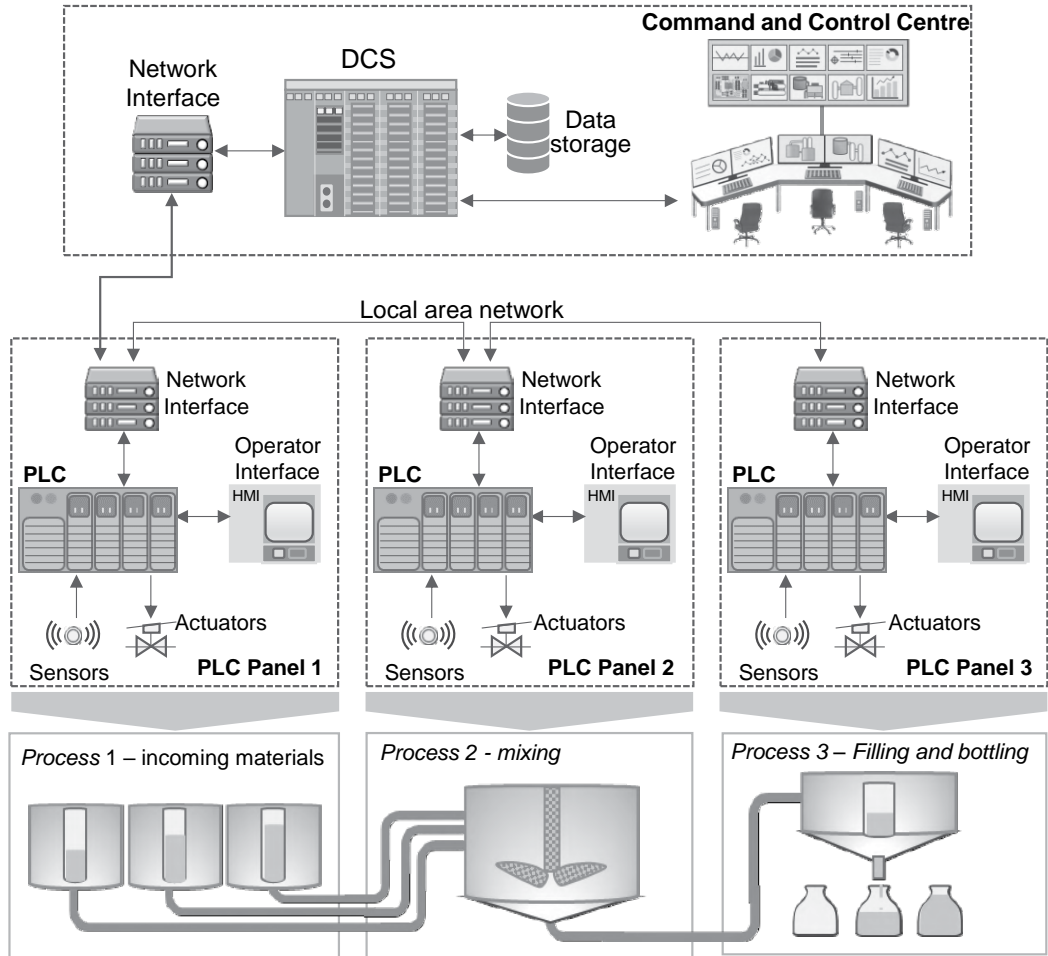 Command and Control Centre
DCS
Network
Interface
Data
storage
Local area network
Network
Interface
Operator
Interface
PLC
HMI
Actuators
Sensors
PLC Panel 1
Network
Interface
Operator
Interface
PLC
HMI
Actuators
Sensors
PLC Panel 2
Network
Interface
Operator
Interface
PLC
HMI
Actuators
Sensors
PLC Panel 3
Process 1 – incoming materials
Process 2 - mixing
Process 3 – Filling and bottling